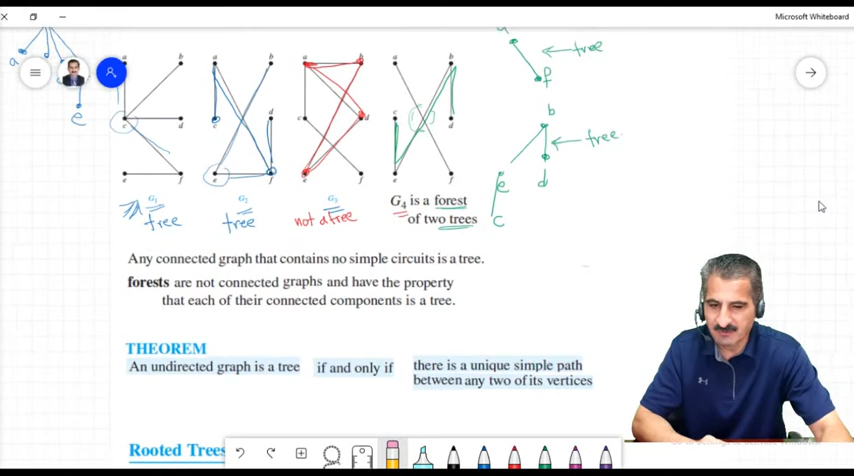 Microsoft Whiteboard
a
f
← tree
b
← tree
e
d
c
a
d
e
a
b
c
d
e
f
a
b
c
d
e
f
a
b
c
d
e
f
a
b
c
d
e
f
G1
tree
G2
tree
G3
not a tree
G4 is a forest
of two trees
Any connected graph that contains no simple circuits is a tree.
forests are not connected graphs and have the property
that each of their connected components is a tree.
THEOREM
An undirected graph is a tree if and only if there is a unique simple path
between any two of its vertices
Rooted Trees